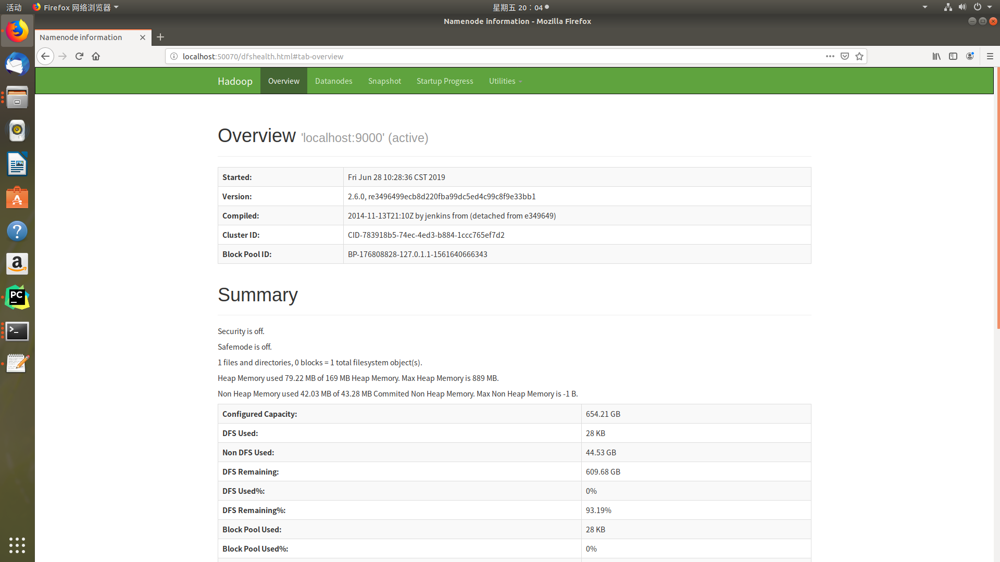 活动 Firefox 网络浏览器 星期五 20：04
Namenode information - Mozilla Firefox
Namenode information
localhost:50070/dfshealth.html#tab-overview
Hadoop Overview Datanodes Snapshot Startup Progress Utilities
Overview 'localhost:9000' (active)
Started: Fri Jun 28 10:28:36 CST 2019
Version: 2.6.0, re3496499ecb8d220fba99dc5ed4c99c8f9e33bb1
Compiled: 2014-11-13T21:10Z by jenkins from (detached from e349649)
Cluster ID: CID-783918b5-74ec-4ed3-b884-1ccc765ef7d2
Block Pool ID: BP-176808828-127.0.1.1-1561640666343
Summary
Security is off.
Safemode is off.
1 files and directories, 0 blocks = 1 total filesystem object(s).
Heap Memory used 79.22 MB of 169 MB Heap Memory. Max Heap Memory is 889 MB.
Non Heap Memory used 42.03 MB of 43.28 MB Commited Non Heap Memory. Max Non Heap Memory is -1 B.
Configured Capacity: 654.21 GB
DFS Used: 28 KB
Non DFS Used: 44.53 GB
DFS Remaining: 609.68 GB
DFS Used%: 0%
DFS Remaining%: 93.19%
Block Pool Used: 28 KB
Block Pool Used%: 0%
a
PC